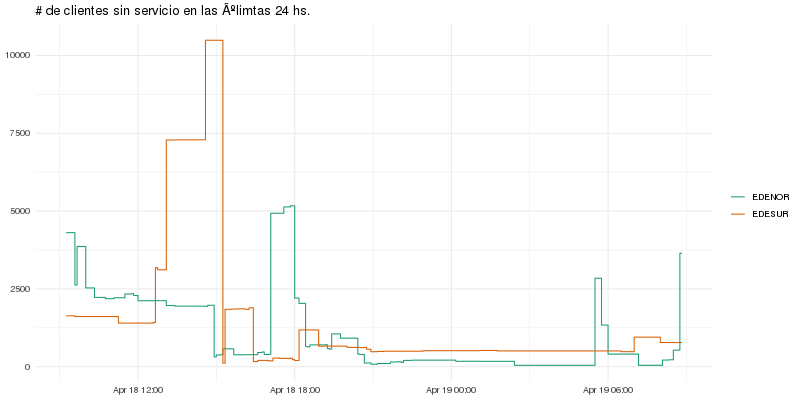 # de clientes sin servicio en las Ãºlimtas 24 hs.
10000
7500
5000
2500
0
Apr 18 12:00
Apr 18 18:00
Apr 19 00:00
Apr 19 06:00
EDENOR
EDESUR